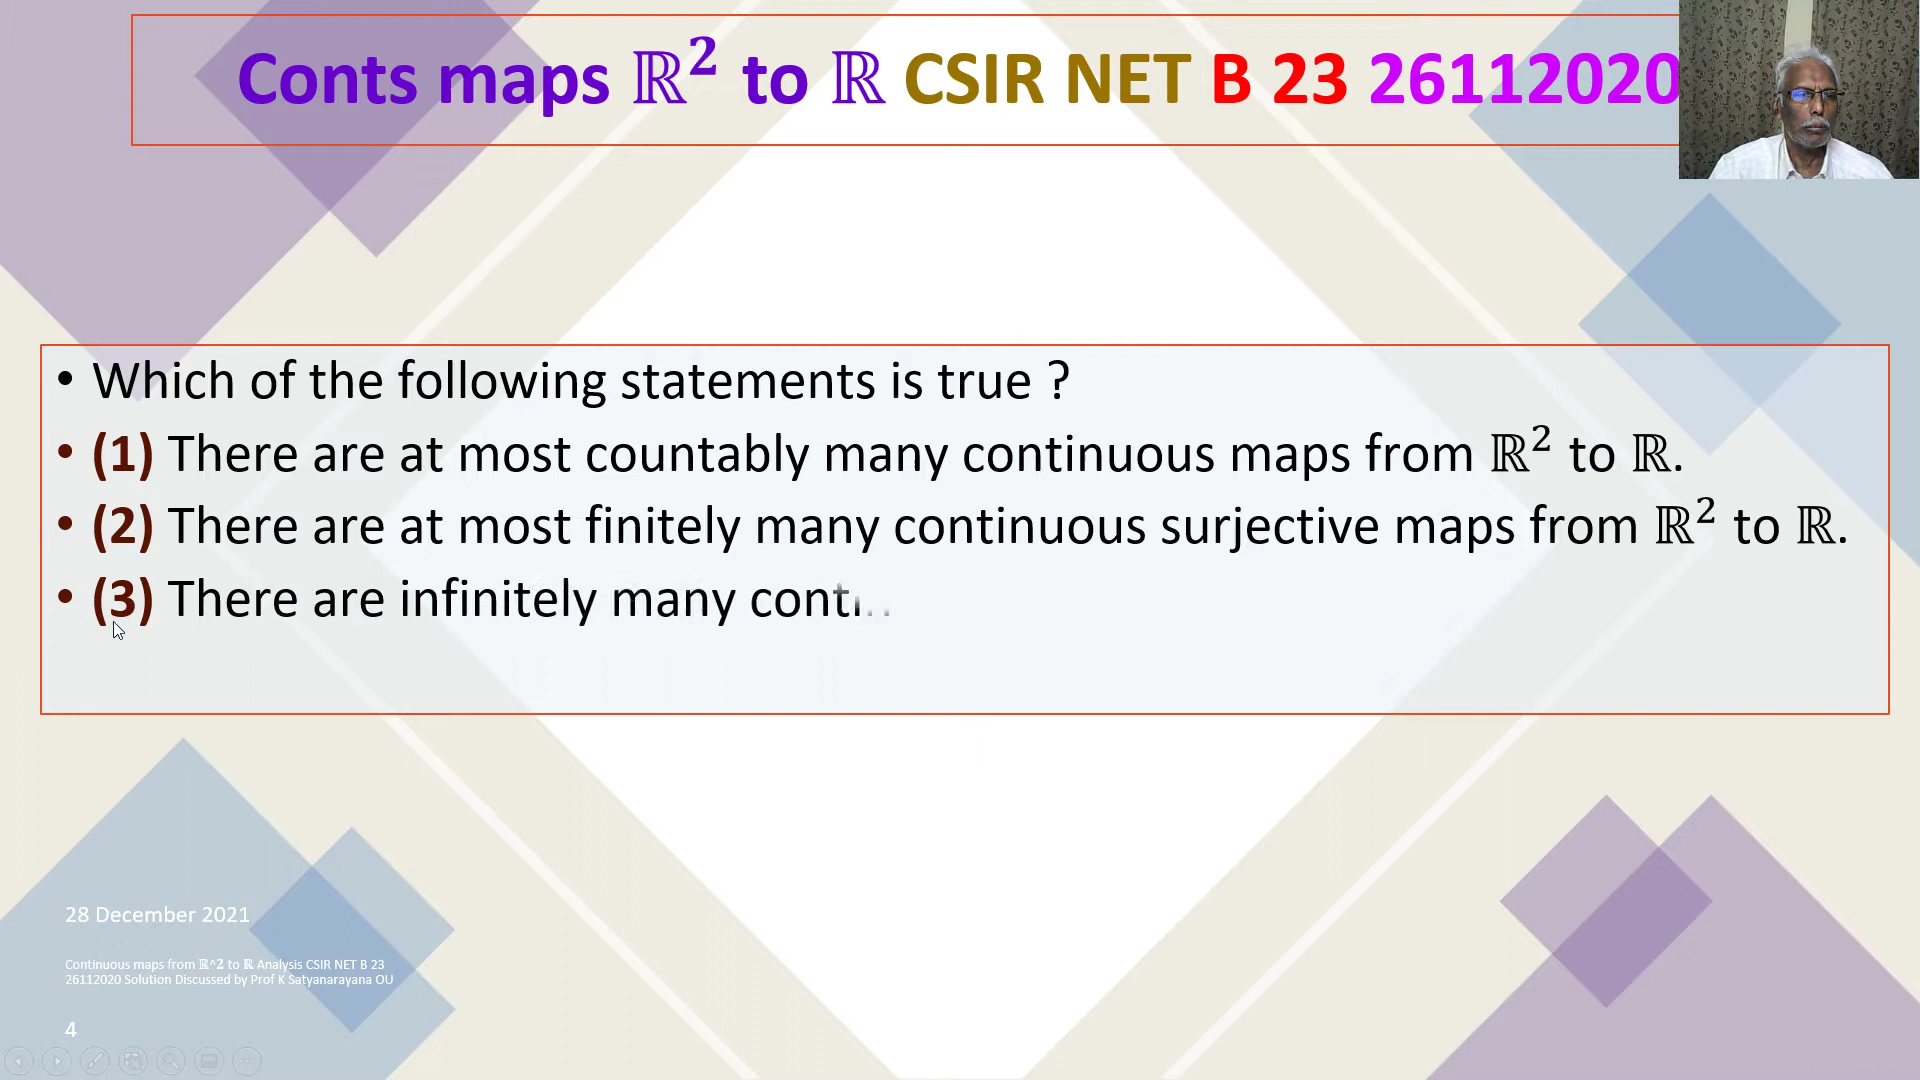 Conts maps ℝ² to ℝ CSIR NET B 23 26112020
• Which of the following statements is true ?
• (1) There are at most countably many continuous maps from ℝ² to ℝ.
• (2) There are at most finitely many continuous surjective maps from ℝ² to ℝ.
• (3) There are infinitely many
28 December 2021
Continuous maps from ℝ^2 to ℝ Analysis CSIR NET B 23
26112020 Solution Discussed by Prof K Satyanarayana OU
4